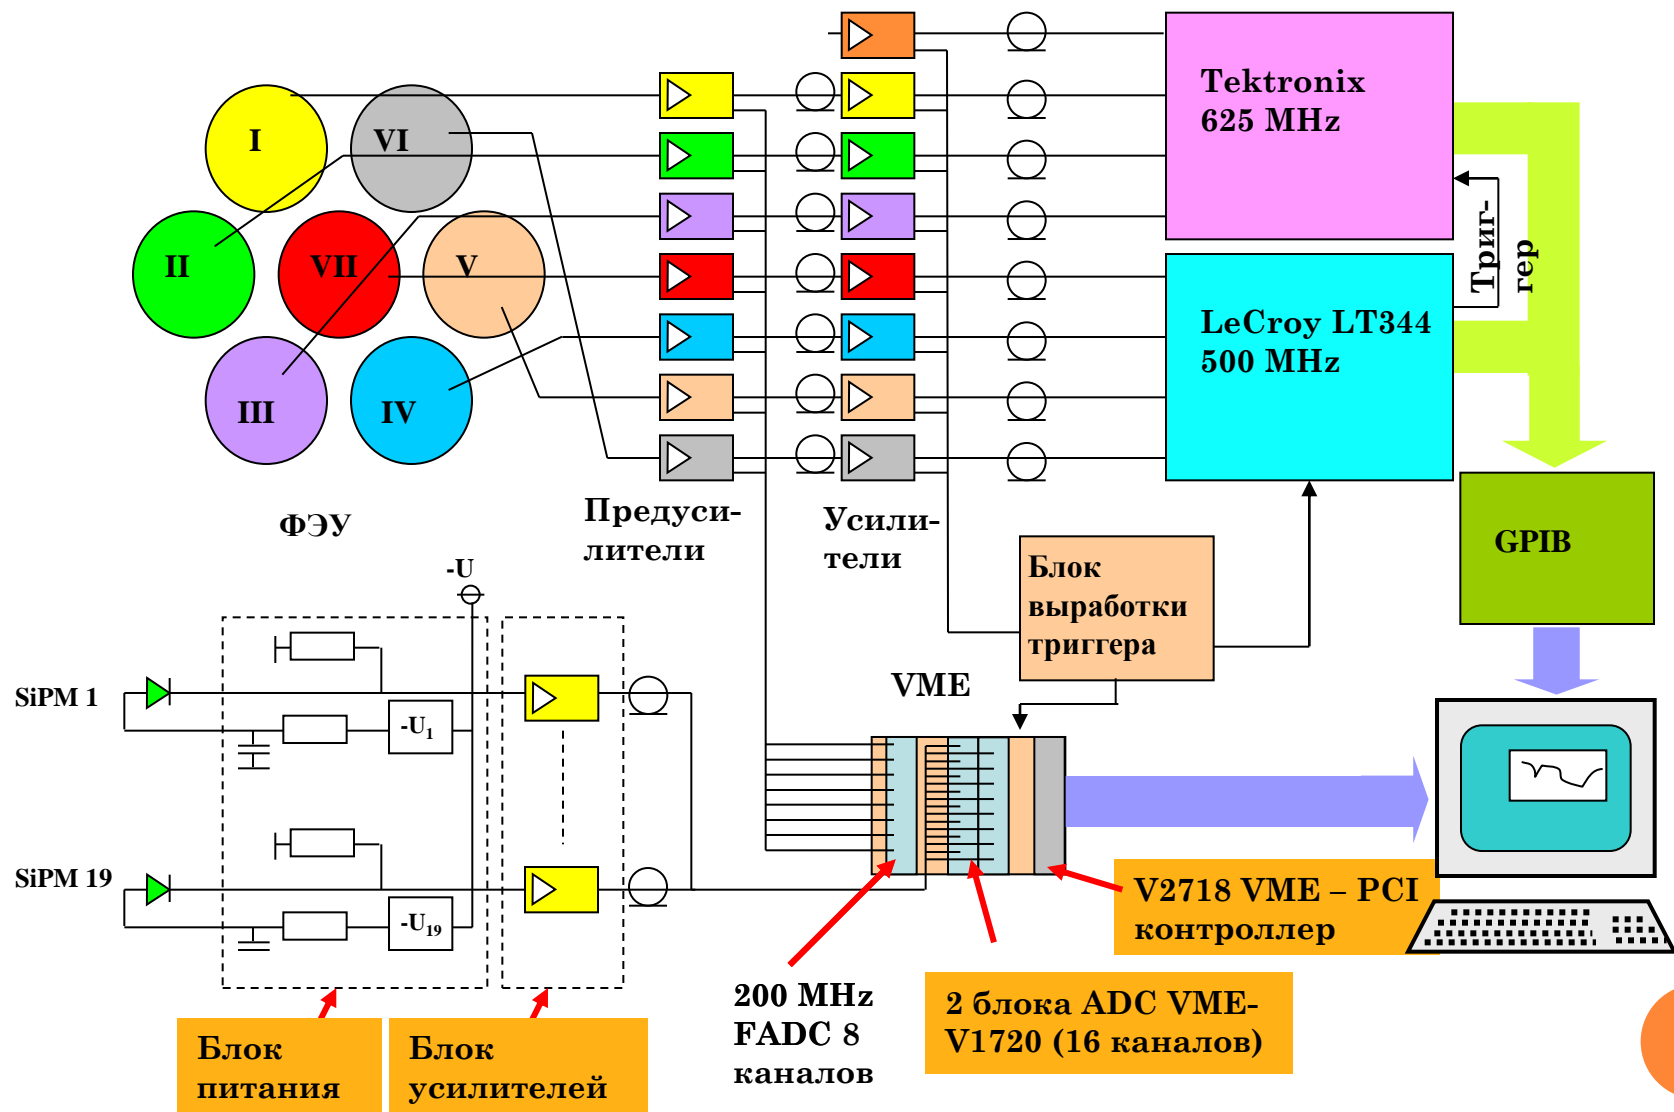 Tektronix
625 MHz
I
VI
II
VII
V
III
IV
LeCroy LT344
500 MHz
Триг-
гер
ФЭУ
Предуси-
лители
Усили-
тели
GPIB
Блок
выработки
триггера
-U
VME
SiPM 1
-U1
SiPM 19
-U19
V2718 VME – PCI
контроллер
200 MHz
FADC 8
каналов
2 блока ADC VME-
V1720 (16 каналов)
Блок
питания
Блок
усилителей